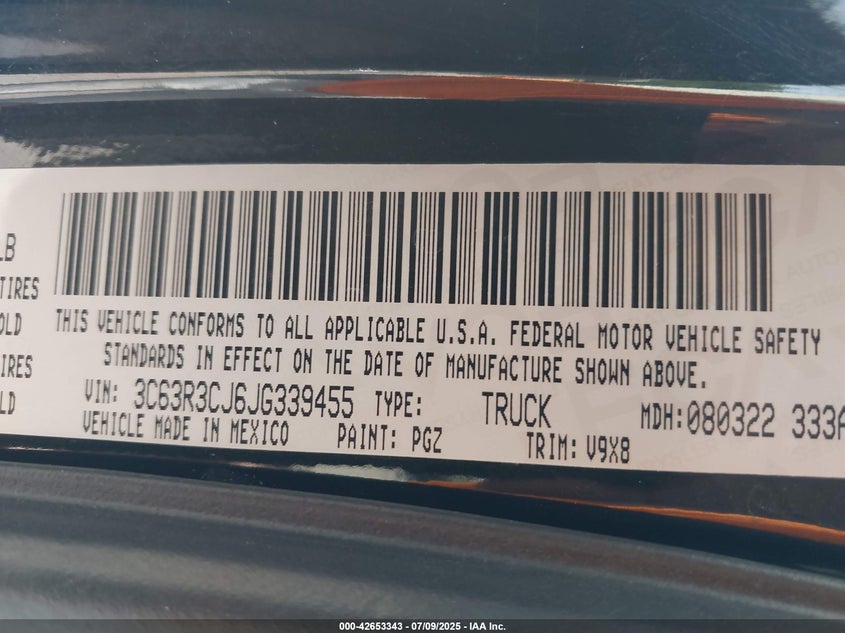 LB
TIRES
OLD
IRES
LD
THIS VEHICLE CONFORMS TO ALL APPLICABLE U.S.A. FEDERAL MOTOR VEHICLE SAFETY
STANDARDS IN EFFECT ON THE DATE OF MANUFACTURE SHOWN ABOVE.
VIN: 3C63R3CJ6JG339455 TYPE: TRUCK MDH:080322 333A
VEHICLE MADE IN MEXICO PAINT: PGZ TRIM: V9X8
000-42653343 / 07/09/2025 - IAA Inc.